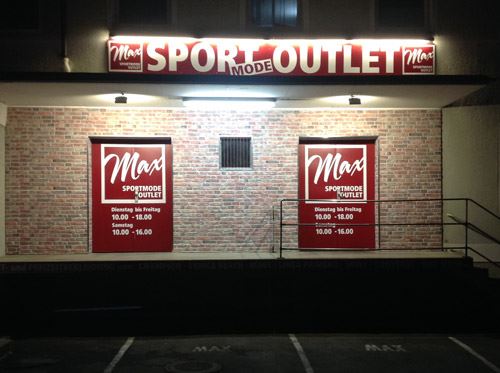 Max
SPORTMODE
OUTLET
SPORT MODE OUTLET
Max
SPORTMODE
OUTLET
Max
SPORTMODE
OUTLET
Dienstag bis Freitag
10.00 - 18.00
Samstag
10.00 - 16.00
Max
SPORTMODE
OUTLET
Dienstag bis Freitag
10.00 - 18.00
Samstag
10.00 - 16.00
MAX
MAX